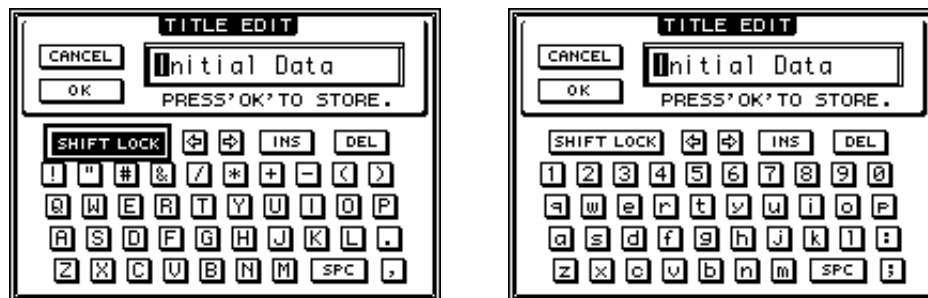 TITLE EDIT
CANCEL
Initial Data
OK
PRESS'OK'TO STORE.
SHIFT LOCK INS DEL
! " # & / * + - ( )
Q W E R T Y U I O P
A S D F G H J K L .
Z X C V B N M SPC ,
TITLE EDIT
CANCEL
Initial Data
OK
PRESS'OK'TO STORE.
SHIFT LOCK INS DEL
1 2 3 4 5 6 7 8 9 0
q w e r t y u i o p
a s d f g h j k l :
z x c v b n m SPC ;